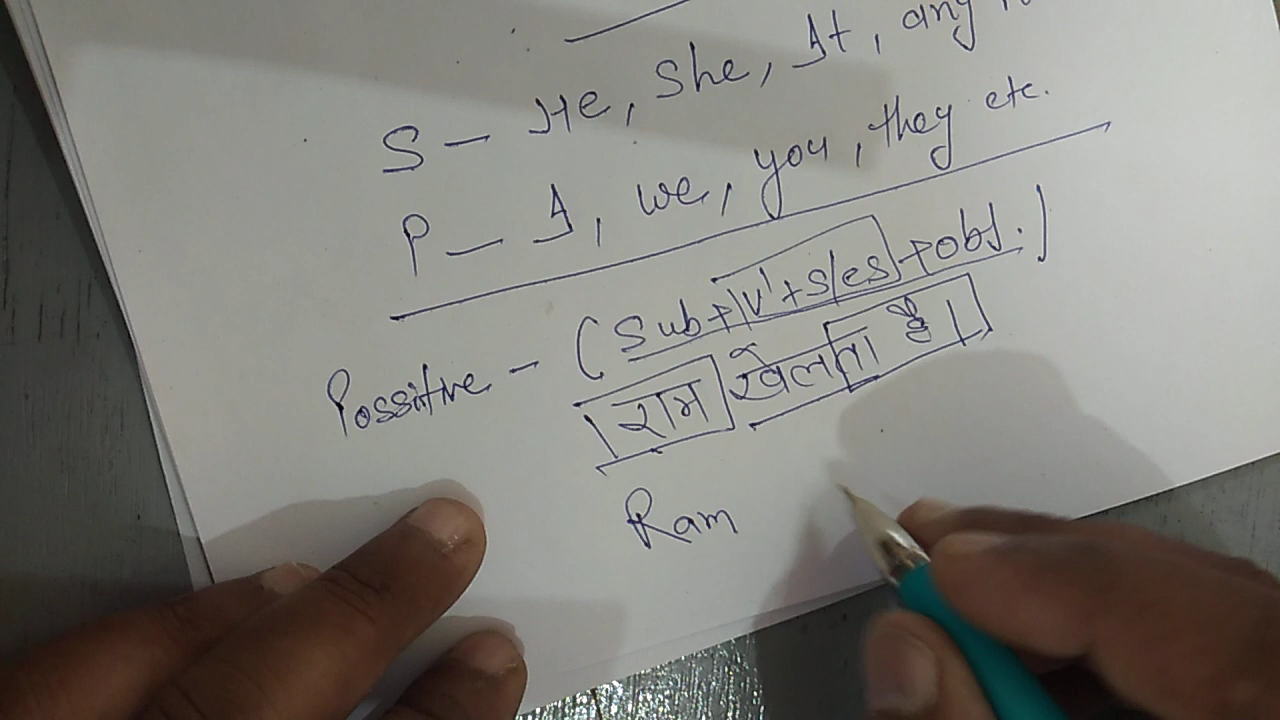 S - He, She, It, any
P - I, we, you, they etc.
Possitive - (Sub + V¹ + s/es + obj.)
राम खेलता है।
Ram